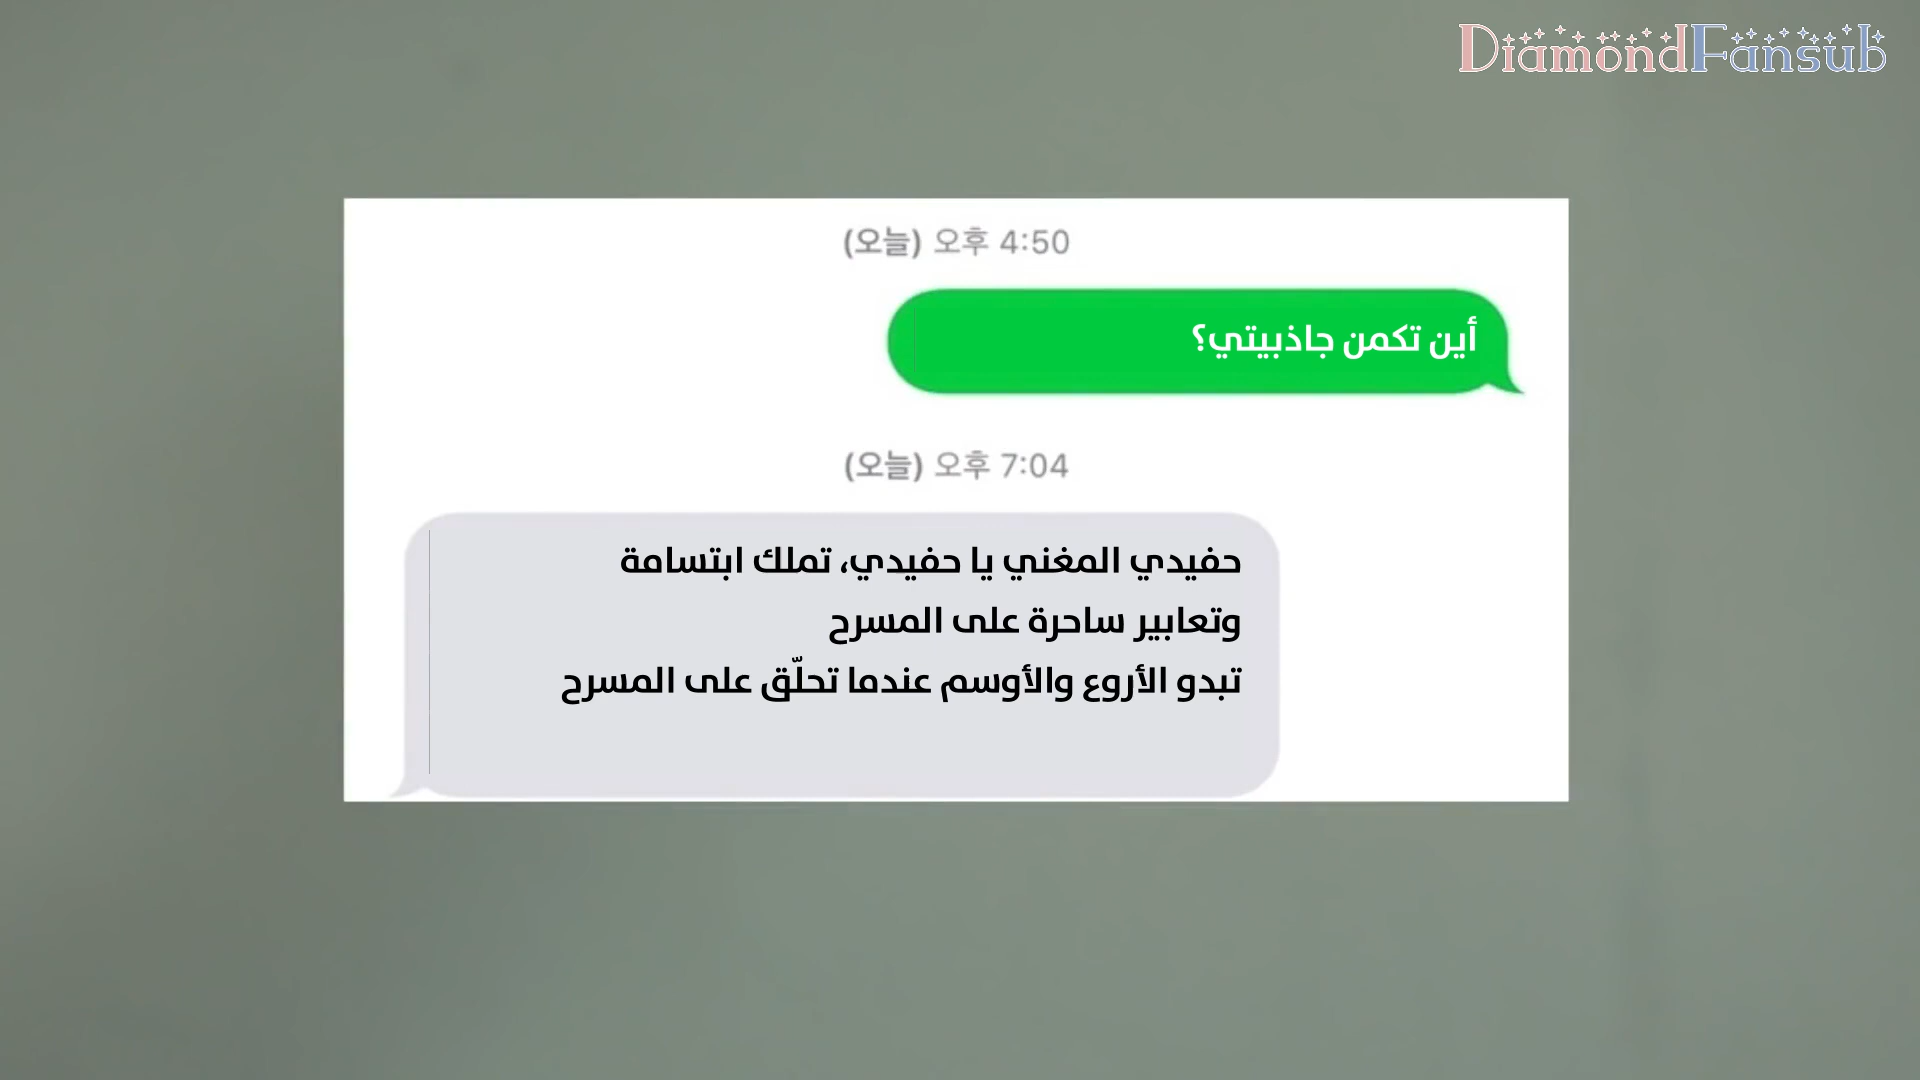 DiamondFansub
(오늘) 오후 4:50
أين تكمن جاذبيتي؟
(오늘) 오후 7:04
حفيدي المغني يا حفيدي، تملك ابتسامة
وتعابير ساحرة على المسرح
تبدو الأروع والأوسم عندما تحلّق على المسرح